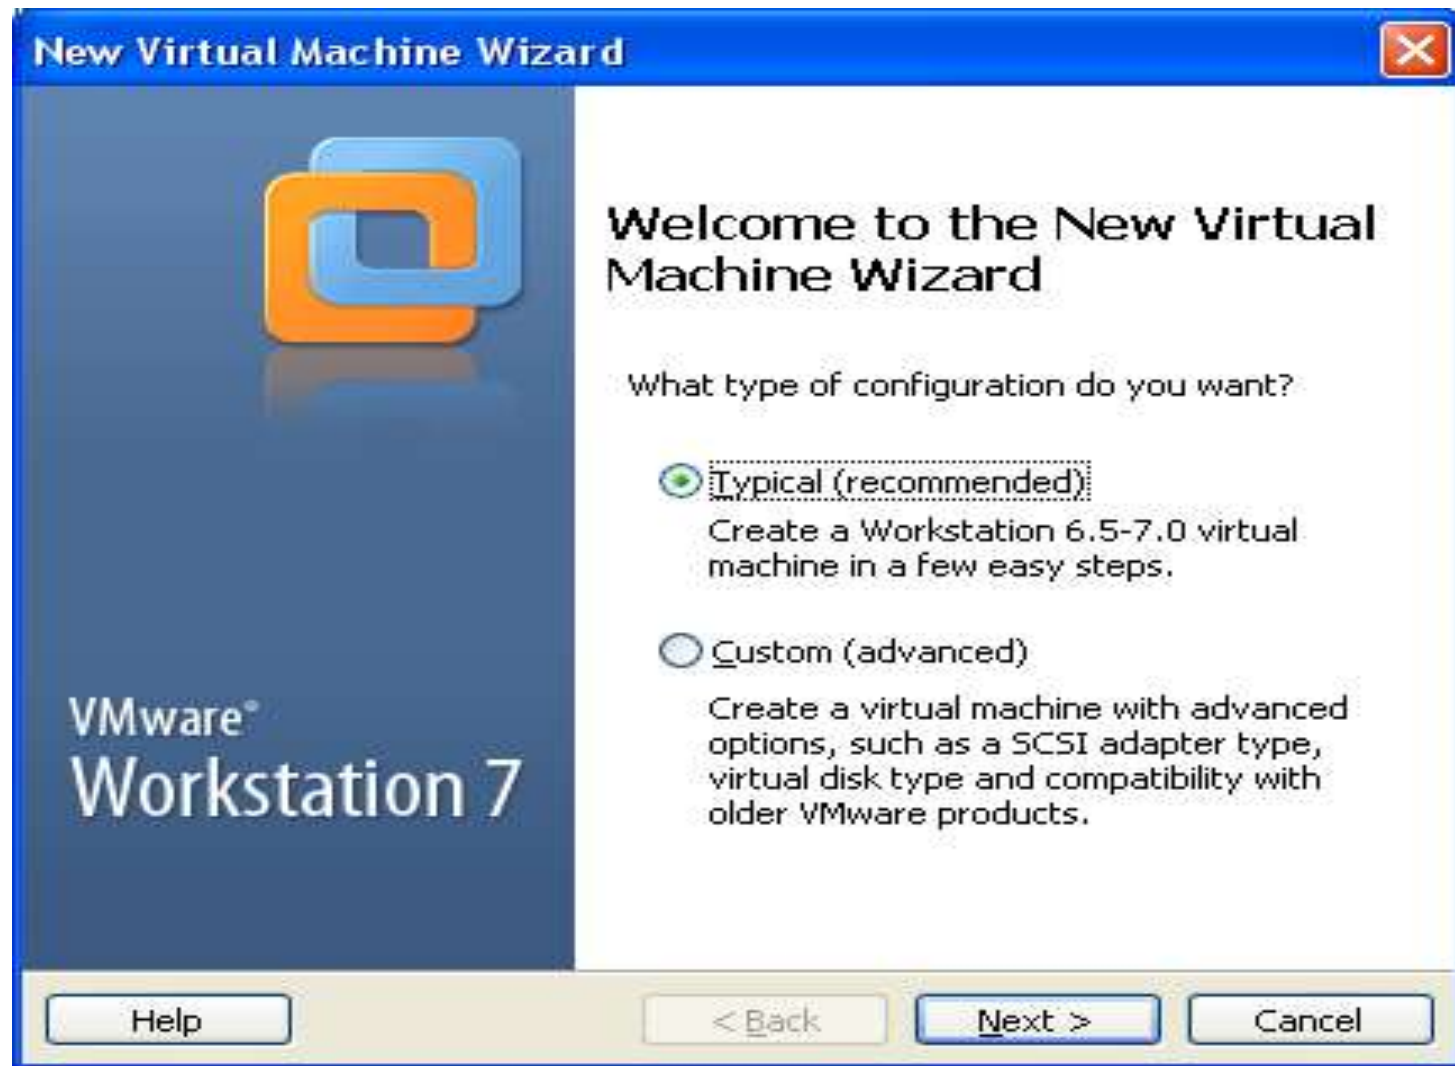 New Virtual Machine Wizard
Welcome to the New Virtual
Machine Wizard
What type of configuration do you want?
Typical (recommended)
Create a Workstation 6.5-7.0 virtual
machine in a few easy steps.
Custom (advanced)
Create a virtual machine with advanced
options, such as a SCSI adapter type,
virtual disk type and compatibility with
older VMware products.
VMware®
Workstation 7
Help
< Back
Next >
Cancel